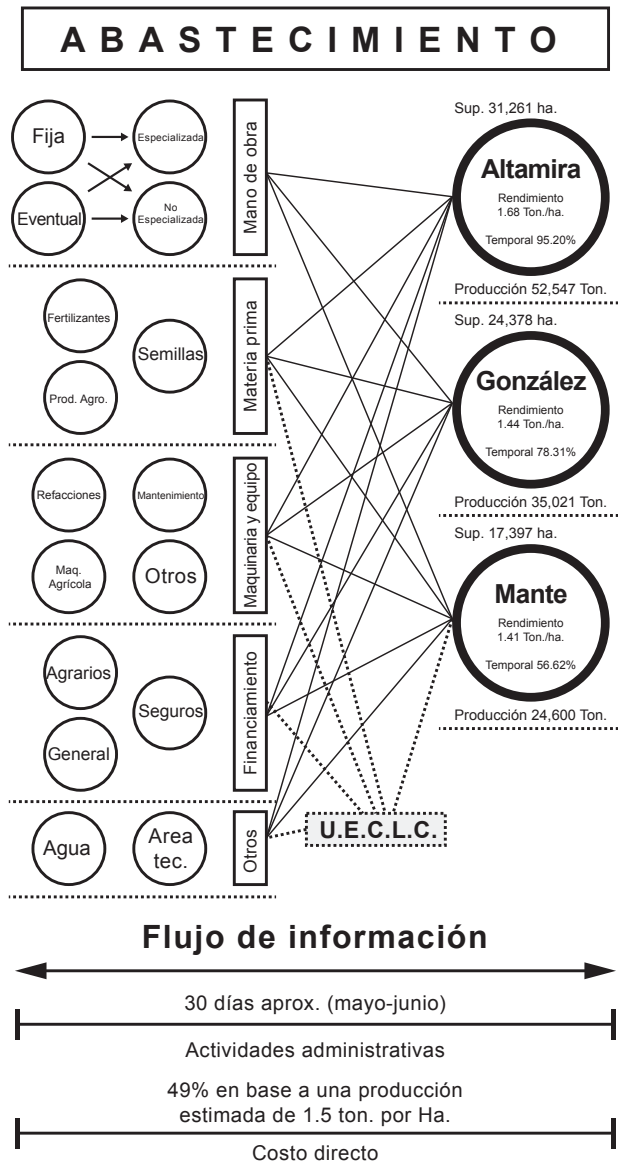 ABASTECIMIENTO
Fija
Especializada
Eventual
No
Especializada
Mano de obra
Fertilizantes
Semillas
Prod. Agro.
Materia prima
Refacciones
Mantenimiento
Maq.
Agrícola
Otros
Maquinaria y equipo
Agrarios
Seguros
General
Financiamiento
Agua
Area
tec.
Otros
Sup. 31,261 ha.
Altamira
Rendimiento
1.68 Ton./ha.
Temporal 95.20%
Producción 52,547 Ton.
Sup. 24,378 ha.
González
Rendimiento
1.44 Ton./ha.
Temporal 78.31%
Producción 35,021 Ton.
Sup. 17,397 ha.
Mante
Rendimiento
1.41 Ton./ha.
Temporal 56.62%
Producción 24,600 Ton.
U.E.C.L.C.
Flujo de información
30 días aprox. (mayo-junio)
Actividades administrativas
49% en base a una producción
estimada de 1.5 ton. por Ha.
Costo directo